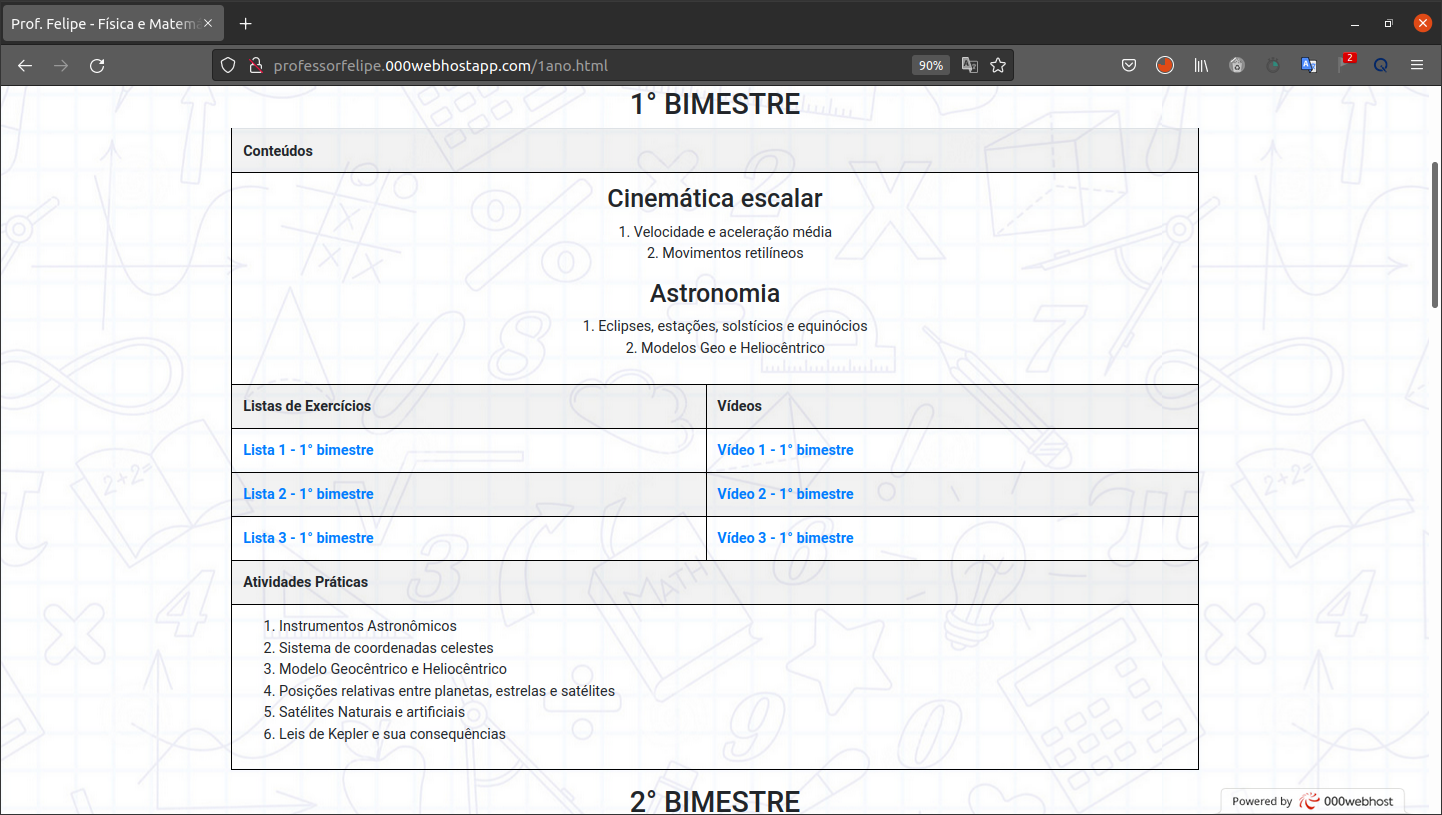 Prof. Felipe - Física e Matema
professorfelipe.000webhostapp.com/1ano.html
90%
2
1° BIMESTRE
Conteúdos
Cinemática escalar
1. Velocidade e aceleração média
2. Movimentos retilíneos
Astronomia
1. Eclipses, estações, solstícios e equinócios
2. Modelos Geo e Heliocêntrico
Listas de Exercícios
Vídeos
Lista 1 - 1° bimestre
Vídeo 1 - 1° bimestre
Lista 2 - 1° bimestre
Vídeo 2 - 1° bimestre
Lista 3 - 1° bimestre
Vídeo 3 - 1° bimestre
Atividades Práticas
1. Instrumentos Astronômicos
2. Sistema de coordenadas celestes
3. Modelo Geocêntrico e Heliocêntrico
4. Posições relativas entre planetas, estrelas e satélites
5. Satélites Naturais e artificiais
6. Leis de Kepler e sua consequências
2° BIMESTRE
Powered by 000webhost